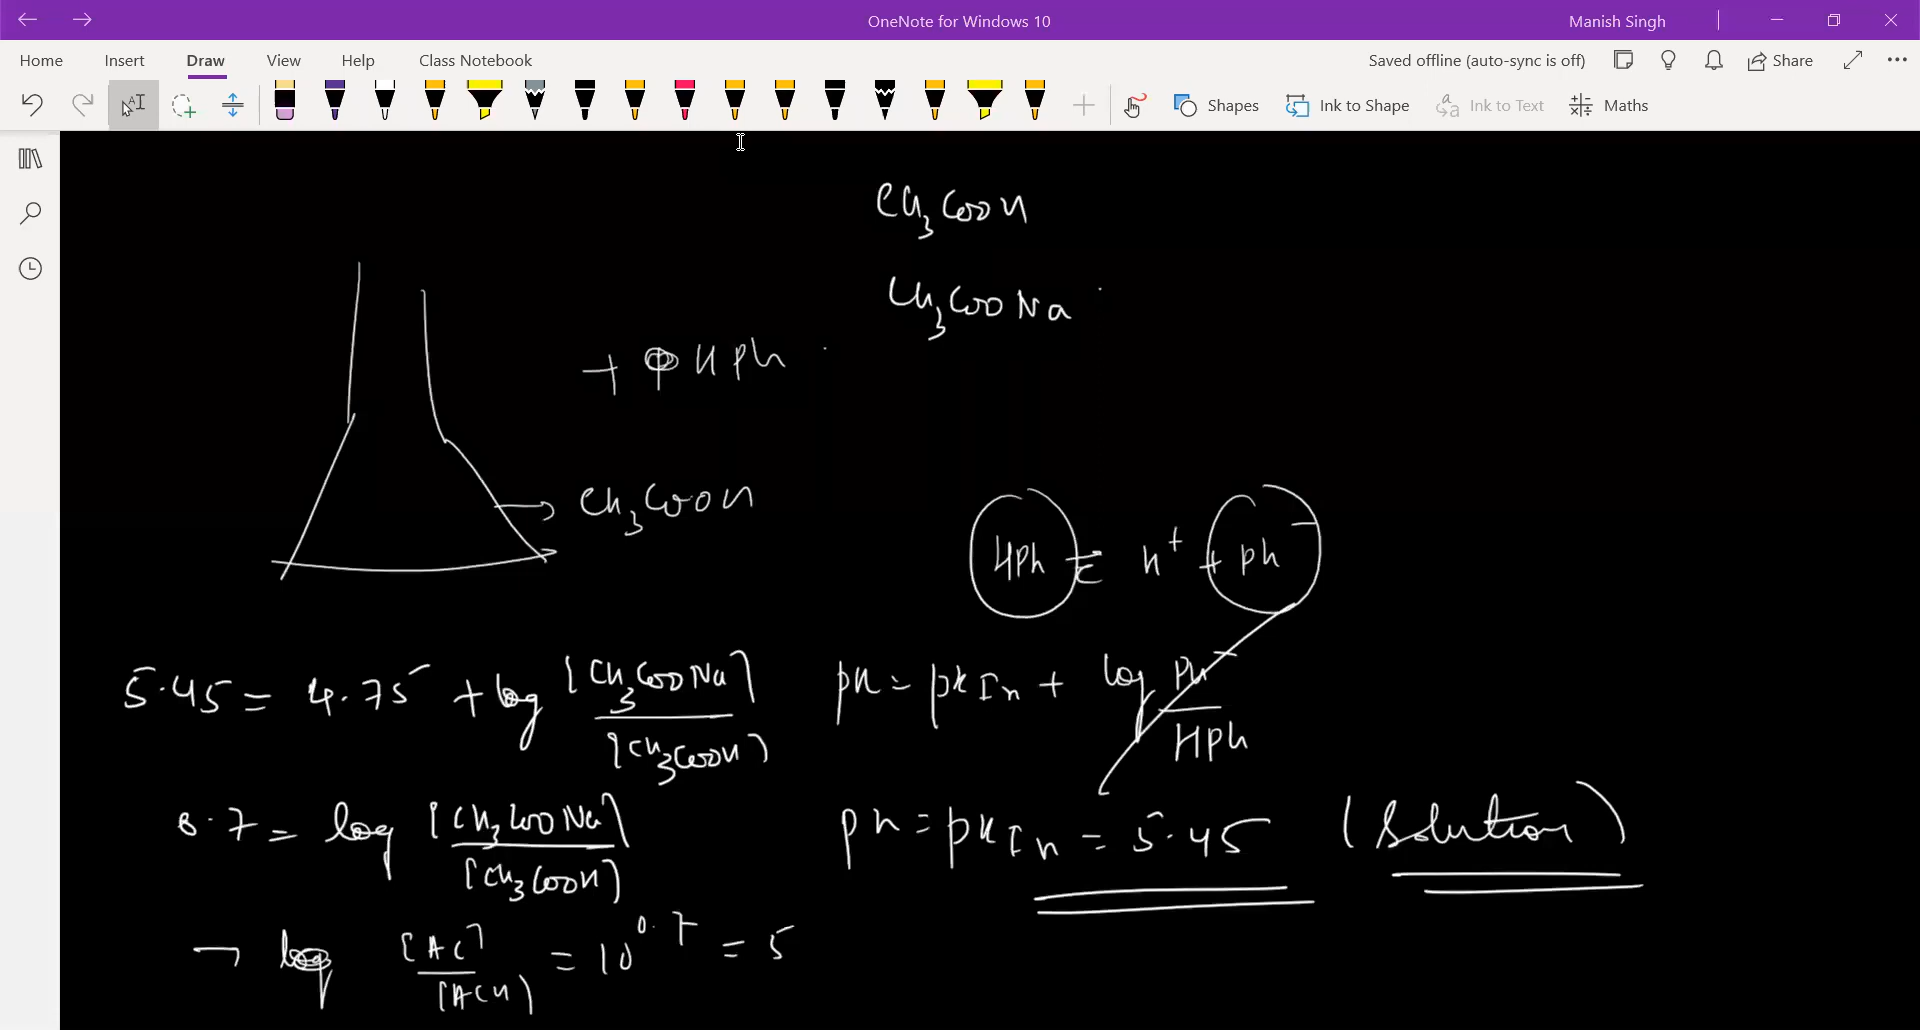 OneNote for Windows 10
Manish Singh
Home Insert Draw View Help Class Notebook
Saved offline (auto-sync is off) Share
Shapes Ink to Shape Ink to Text Maths
CH3COOH
CH3COONa
+ HPh
CH3COOH
HPh ⇌ H+ + Ph-
5.45 = 4.75 + log [CH3COONa] / [CH3COOH]
pH = pKIn + log Ph- / HPh
0.7 = log [CH3COONa] / [CH3COOH]
pH = pKIn = 5.45 (Solution)
→ [AC] / [ACH] = 10^0.7 = 5